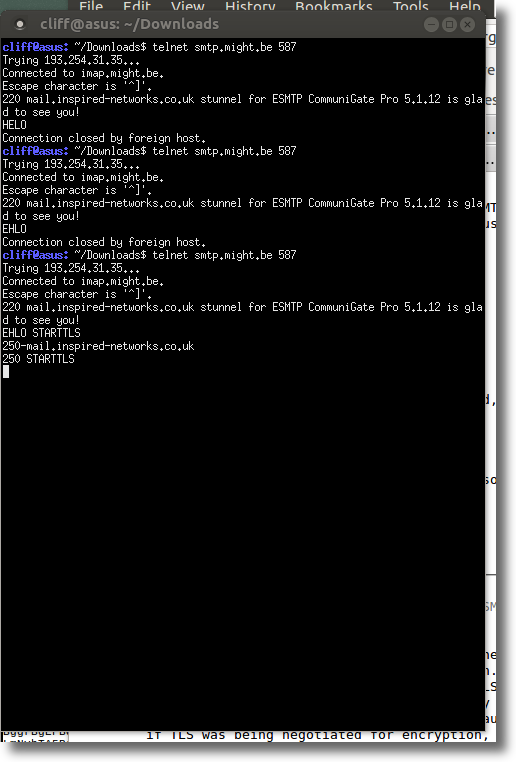 File Edit View History Bookmarks Tools Help
cliff@asus: ~/Downloads
cliff@asus: ~/Downloads$ telnet smtp.might.be 587
Trying 193.254.31.35...
Connected to imap.might.be.
Escape character is '^]'.
220 mail.inspired-networks.co.uk stunnel for ESMTP CommuniGate Pro 5.1.12 is gla
d to see you!
HELO
Connection closed by foreign host.
cliff@asus: ~/Downloads$ telnet smtp.might.be 587
Trying 193.254.31.35...
Connected to imap.might.be.
Escape character is '^]'.
220 mail.inspired-networks.co.uk stunnel for ESMTP CommuniGate Pro 5.1.12 is gla
d to see you!
EHLO
Connection closed by foreign host.
cliff@asus: ~/Downloads$ telnet smtp.might.be 587
Trying 193.254.31.35...
Connected to imap.might.be.
Escape character is '^]'.
220 mail.inspired-networks.co.uk stunnel for ESMTP CommuniGate Pro 5.1.12 is gla
d to see you!
EHLO STARTTLS
250-mail.inspired-networks.co.uk
250 STARTTLS
if TLS was being negotiated for encryption,